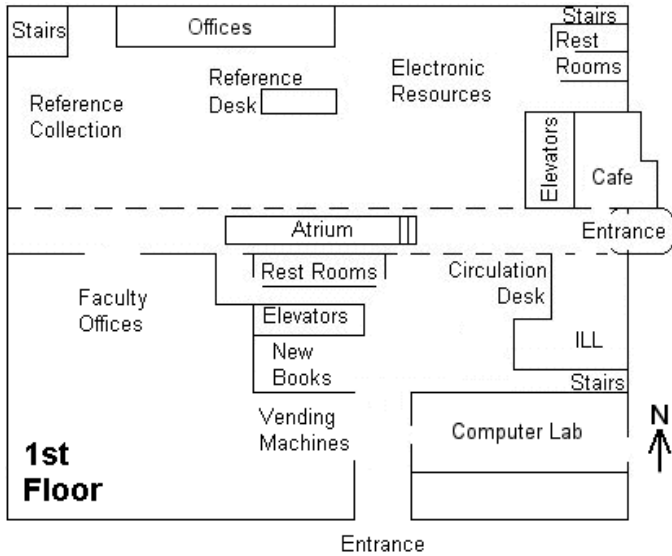 Stairs
Offices
Stairs
Rest
Rooms
Reference
Desk
Electronic
Resources
Reference
Collection
Elevators
Cafe
Atrium
Entrance
Rest Rooms
Circulation
Desk
Faculty
Offices
Elevators
New
Books
ILL
Stairs
Vending
Machines
Computer Lab
N
1st
Floor
Entrance